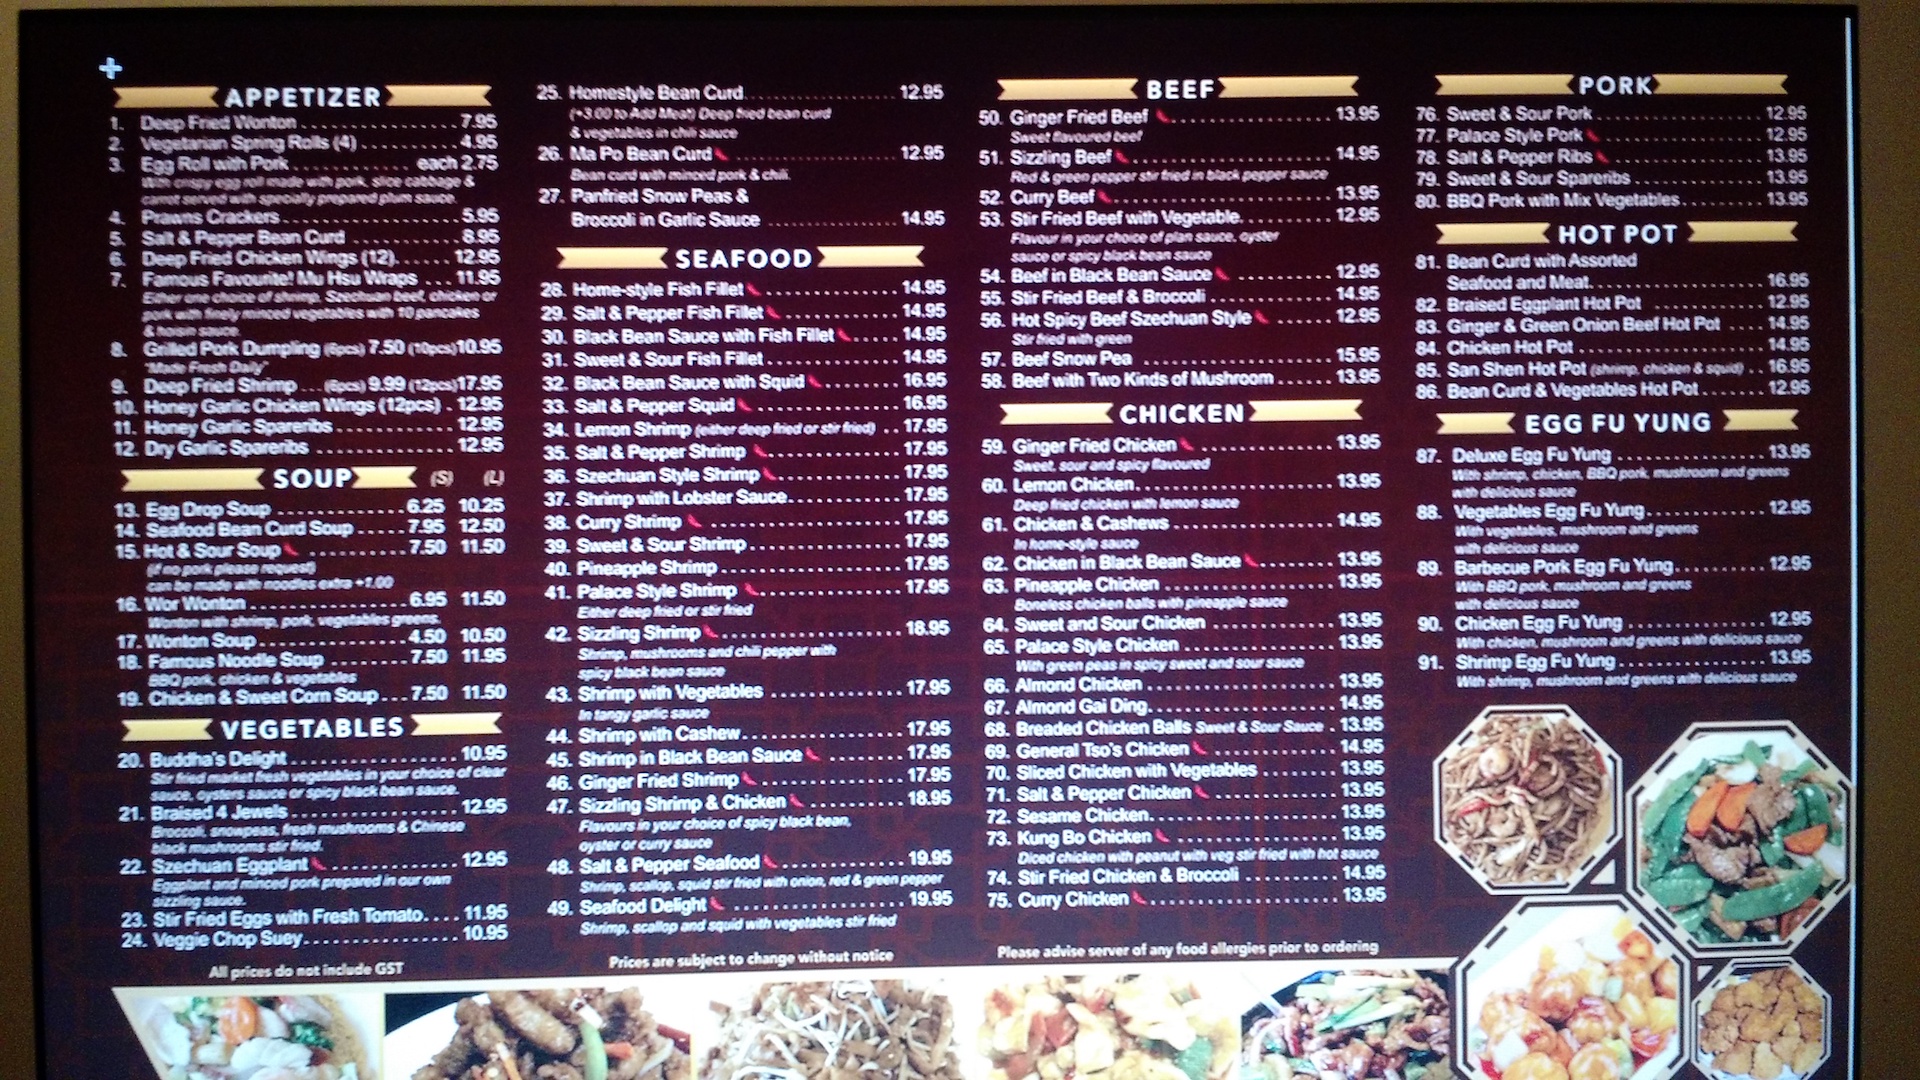 APPETIZER
1. Deep Fried Wonton 7.95
2. Vegetarian Spring Rolls (4) 4.95
3. Egg Roll with Pork each 2.75
With crispy egg roll made with pork, slice cabbage &
carrot served with specially prepared plum sauce.
4. Prawns Crackers 5.95
5. Salt & Pepper Bean Curd 8.95
6. Deep Fried Chicken Wings (12) 12.95
7. Famous Favourite! Mu Hsu Wraps 11.95
Either one choice of shrimp, Szechuan beef, chicken or
pork with finely minced vegetables with 10 pancakes
& hoisin sauce.
8. Grilled Pork Dumpling (6pcs) 7.50 (10pcs) 10.95
"Made Fresh Daily"
9. Deep Fried Shrimp (6pcs) 9.99 (12pcs) 17.95
10. Honey Garlic Chicken Wings (12pcs) 12.95
11. Honey Garlic Spareribs 12.95
12. Dry Garlic Spareribs 12.95
SOUP (S) (L)
13. Egg Drop Soup 6.25 10.25
14. Seafood Bean Curd Soup 7.95 12.50
15. Hot & Sour Soup 7.50 11.50
(if no pork please request)
can be made with noodles extra +1.00
16. Wor Wonton 6.95 11.50
Wonton with shrimp, pork, vegetables greens.
17. Wonton Soup 4.50 10.50
18. Famous Noodle Soup 7.50 11.95
BBQ pork, chicken & vegetables
19. Chicken & Sweet Corn Soup 7.50 11.50
VEGETABLES
20. Buddha's Delight 10.95
Stir fried market fresh vegetables in your choice of clear
sauce, oysters sauce or spicy black bean sauce.
21. Braised 4 Jewels 12.95
Broccoli, snowpeas, fresh mushrooms & Chinese
black mushrooms stir fried.
22. Szechuan Eggplant 12.95
Eggplant and minced pork prepared in our own
sizzling sauce.
23. Stir Fried Eggs with Fresh Tomato 11.95
24. Veggie Chop Suey 10.95
All prices do not include GST
25. Homestyle Bean Curd 12.95
(+3.00 to Add Meat) Deep fried bean curd
& vegetables in chili sauce
26. Ma Po Bean Curd 12.95
Bean curd with minced pork & chili.
27. Panfried Snow Peas &
Broccoli in Garlic Sauce 14.95
SEAFOOD
28. Home-style Fish Fillet 14.95
29. Salt & Pepper Fish Fillet 14.95
30. Black Bean Sauce with Fish Fillet 14.95
31. Sweet & Sour Fish Fillet 14.95
32. Black Bean Sauce with Squid 16.95
33. Salt & Pepper Squid 16.95
34. Lemon Shrimp (either deep fried or stir fried) 17.95
35. Salt & Pepper Shrimp 17.95
36. Szechuan Style Shrimp 17.95
37. Shrimp with Lobster Sauce 17.95
38. Curry Shrimp 17.95
39. Sweet & Sour Shrimp 17.95
40. Pineapple Shrimp 17.95
41. Palace Style Shrimp 17.95
Either deep fried or stir fried
42. Sizzling Shrimp 18.95
Shrimp, mushrooms and chili pepper with
spicy black bean sauce
43. Shrimp with Vegetables 17.95
In tangy garlic sauce
44. Shrimp with Cashew 17.95
45. Shrimp in Black Bean Sauce 17.95
46. Ginger Fried Shrimp 17.95
47. Sizzling Shrimp & Chicken 18.95
Flavours in your choice of spicy black bean,
oyster or curry sauce
48. Salt & Pepper Seafood 19.95
Shrimp, scallop, squid stir fried with onion, red & green pepper
49. Seafood Delight 19.95
Shrimp, scallop and squid with vegetables stir fried
Prices are subject to change without notice
BEEF
50. Ginger Fried Beef 13.95
Sweet flavoured beef
51. Sizzling Beef 14.95
Red & green pepper stir fried in black pepper sauce
52. Curry Beef 13.95
53. Stir Fried Beef with Vegetable 12.95
Flavour in your choice of plan sauce, oyster
sauce or spicy black bean sauce
54. Beef in Black Bean Sauce 12.95
55. Stir Fried Beef & Broccoli 14.95
56. Hot Spicy Beef Szechuan Style 12.95
Stir fried with green
57. Beef Snow Pea 15.95
58. Beef with Two Kinds of Mushroom 13.95
CHICKEN
59. Ginger Fried Chicken 13.95
Sweet, sour and spicy flavoured
60. Lemon Chicken 13.95
Deep fried chicken with lemon sauce
61. Chicken & Cashews 14.95
In home-style sauce
62. Chicken in Black Bean Sauce 13.95
63. Pineapple Chicken 13.95
Boneless chicken balls with pineapple sauce
64. Sweet and Sour Chicken 13.95
65. Palace Style Chicken 13.95
With green peas in spicy sweet and sour sauce
66. Almond Chicken 13.95
67. Almond Gai Ding 14.95
68. Breaded Chicken Balls Sweet & Sour Sauce 13.95
69. General Tso's Chicken 14.95
70. Sliced Chicken with Vegetables 13.95
71. Salt & Pepper Chicken 13.95
72. Sesame Chicken 13.95
73. Kung Bo Chicken 13.95
Diced chicken with peanut with veg stir fried with hot sauce
74. Stir Fried Chicken & Broccoli 14.95
75. Curry Chicken 13.95
Please advise server of any food allergies prior to ordering
PORK
76. Sweet & Sour Pork 12.95
77. Palace Style Pork 12.95
78. Salt & Pepper Ribs 13.95
79. Sweet & Sour Spareribs 13.95
80. BBQ Pork with Mix Vegetables 13.95
HOT POT
81. Bean Curd with Assorted
Seafood and Meat 16.95
82. Braised Eggplant Hot Pot 12.95
83. Ginger & Green Onion Beef Hot Pot 14.95
84. Chicken Hot Pot 14.95
85. San Shen Hot Pot (shrimp, chicken & squid) 16.95
86. Bean Curd & Vegetables Hot Pot 12.95
EGG FU YUNG
87. Deluxe Egg Fu Yung 13.95
With shrimp, chicken, BBQ pork, mushroom and greens
with delicious sauce
88. Vegetables Egg Fu Yung 12.95
With vegetables, mushroom and greens
with delicious sauce
89. Barbecue Pork Egg Fu Yung 12.95
With BBQ pork, mushroom and greens
with delicious sauce
90. Chicken Egg Fu Yung 12.95
With chicken, mushroom and greens with delicious sauce
91. Shrimp Egg Fu Yung 13.95
With shrimp, mushroom and greens with delicious sauce